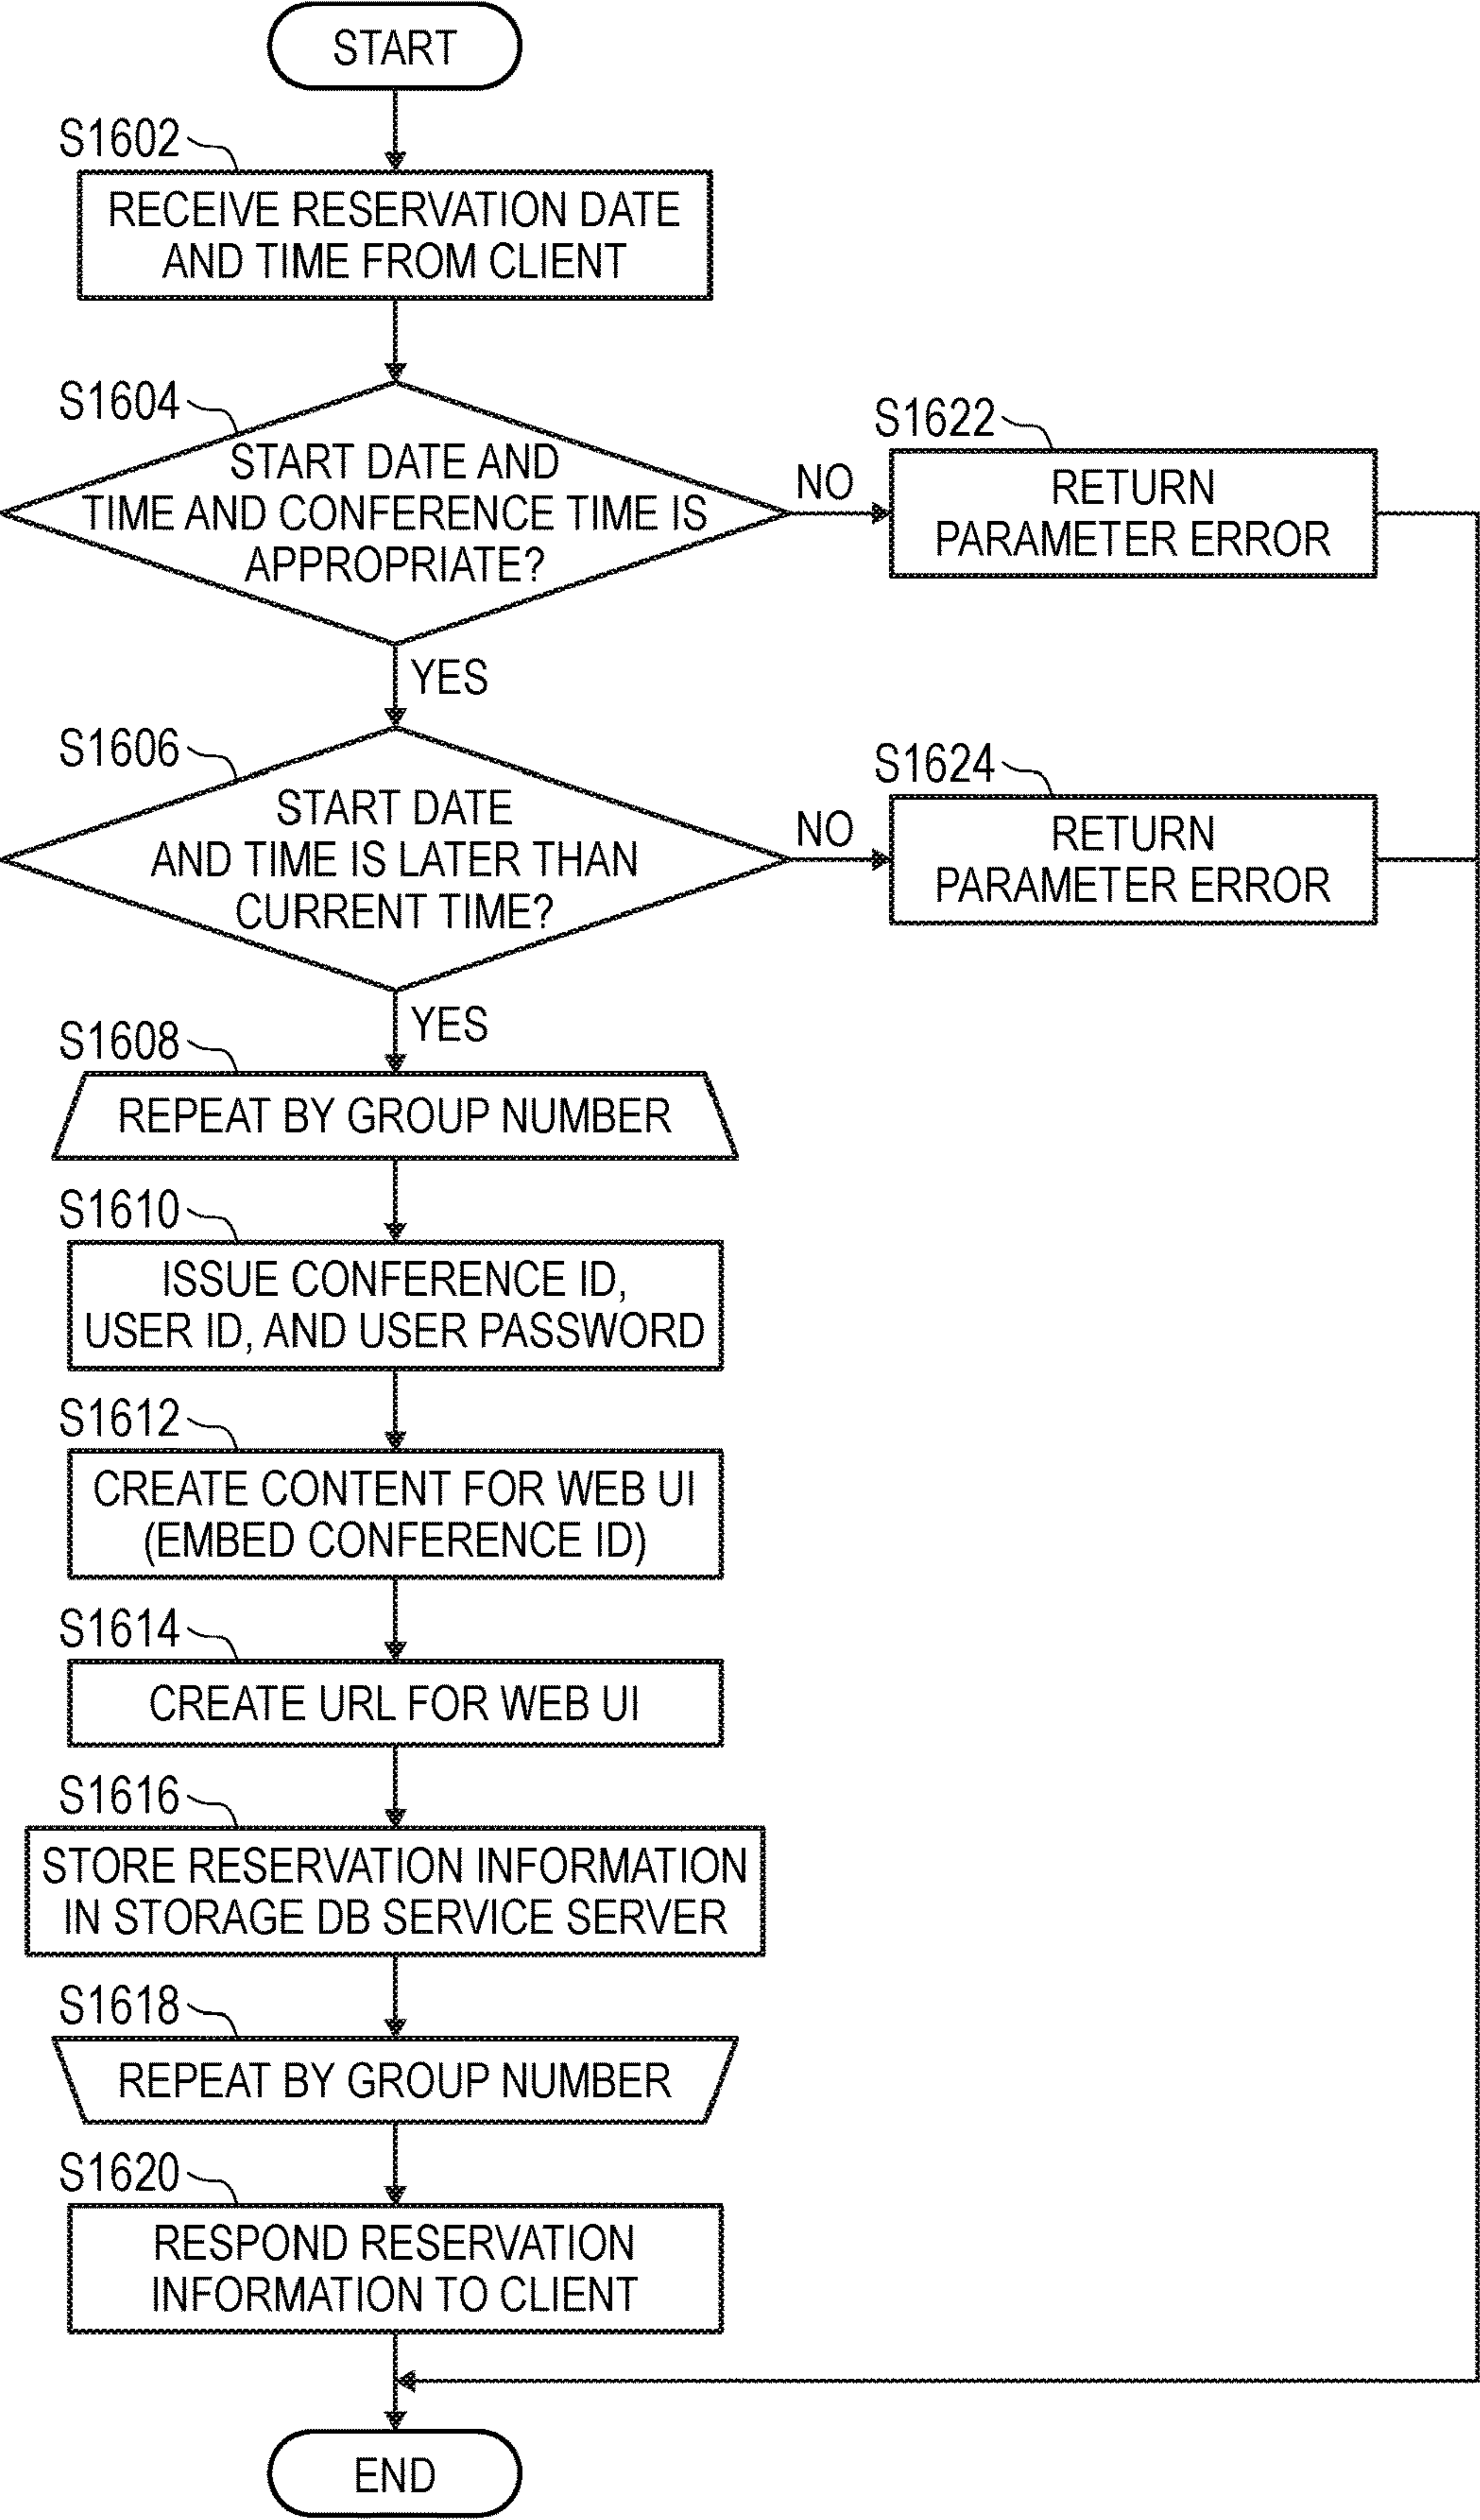 START
S1602
RECEIVE RESERVATION DATE
AND TIME FROM CLIENT
S1604
START DATE AND
TIME AND CONFERENCE TIME IS
APPROPRIATE?
NO
S1622
RETURN
PARAMETER ERROR
YES
S1606
START DATE
AND TIME IS LATER THAN
CURRENT TIME?
NO
S1624
RETURN
PARAMETER ERROR
YES
S1608
REPEAT BY GROUP NUMBER
S1610
ISSUE CONFERENCE ID,
USER ID, AND USER PASSWORD
S1612
CREATE CONTENT FOR WEB UI
(EMBED CONFERENCE ID)
S1614
CREATE URL FOR WEB UI
S1616
STORE RESERVATION INFORMATION
IN STORAGE DB SERVICE SERVER
S1618
REPEAT BY GROUP NUMBER
S1620
RESPOND RESERVATION
INFORMATION TO CLIENT
END